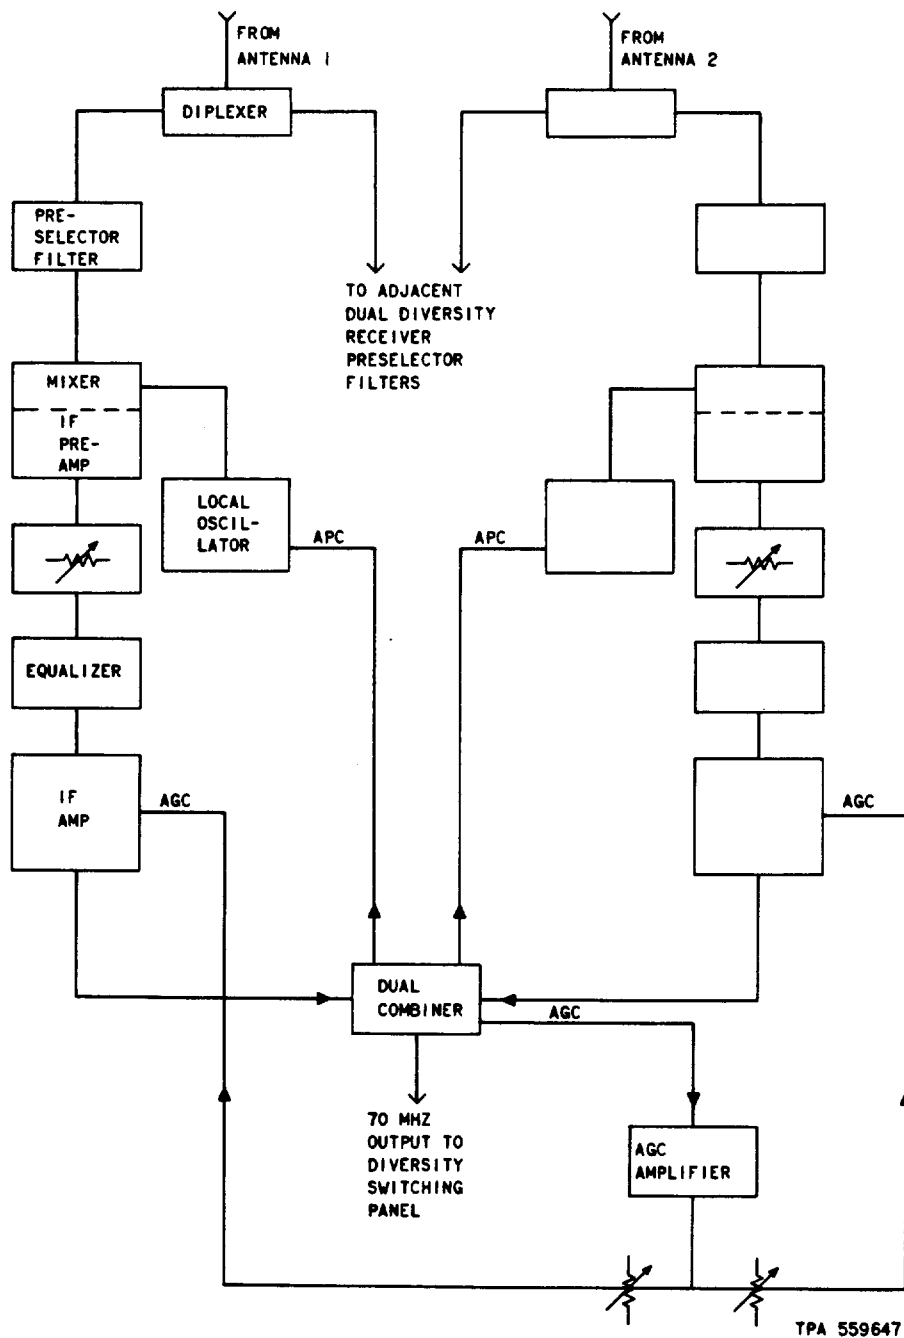 FROM
ANTENNA 1
FROM
ANTENNA 2
DIPLEXER
PRE-
SELECTOR
FILTER
TO ADJACENT
DUAL DIVERSITY
RECEIVER
PRESELECTOR
FILTERS
MIXER
IF
PRE-
AMP
LOCAL
OSCIL-
LATOR
APC
APC
EQUALIZER
IF
AMP
AGC
AGC
DUAL
COMBINER
AGC
70 MHZ
OUTPUT TO
DIVERSITY
SWITCHING
PANEL
AGC
AMPLIFIER
TPA 559647